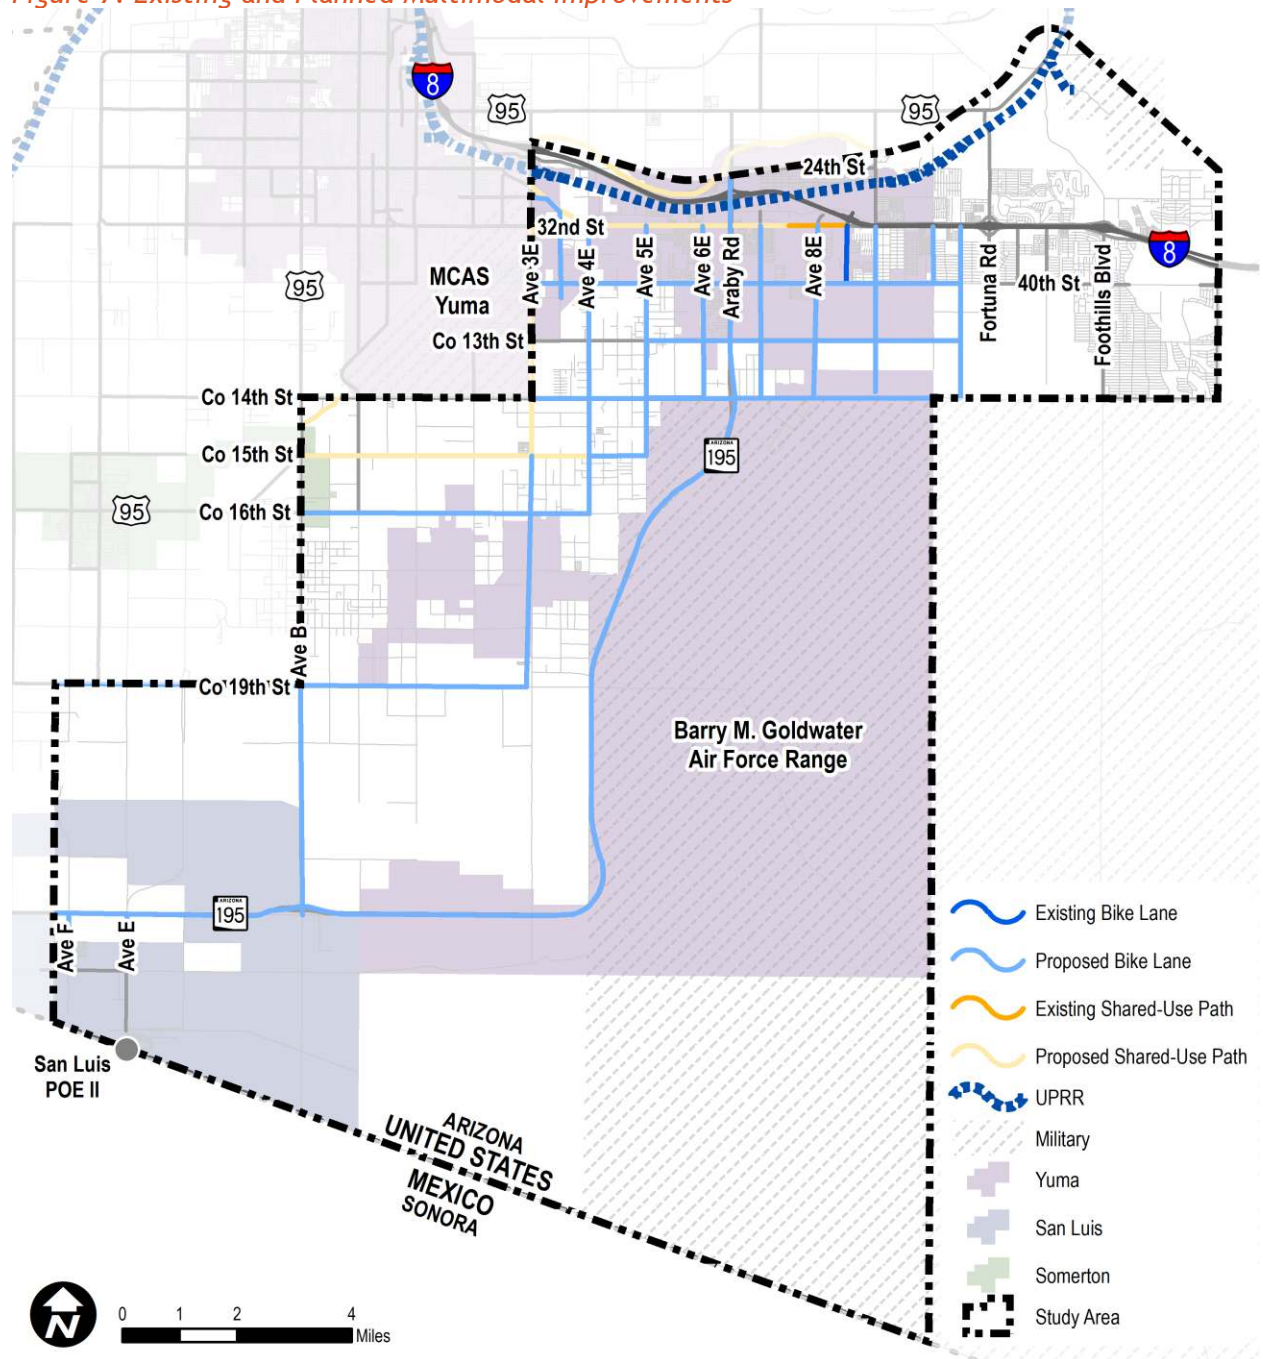 Figure 7: Existing and Planned Multimodal Improvements
8
95
95
24th St
32nd St
Ave 3E
Ave 4E
Ave 5E
Ave 6E
Araby Rd
Ave 8E
Fortuna Rd
Foothills Blvd
8
40th St
95
MCAS
Yuma
Co 13th St
Co 14th St
Co 15th St
ARIZONA
195
95
Co 16th St
Ave B
Co 19th St
Barry M. Goldwater
Air Force Range
ARIZONA
195
Ave F
Ave E
San Luis
POE II
ARIZONA
UNITED STATES
MEXICO
SONORA
Existing Bike Lane
Proposed Bike Lane
Existing Shared-Use Path
Proposed Shared-Use Path
UPRR
Military
Yuma
San Luis
Somerton
Study Area
N
0 1 2 4
Miles